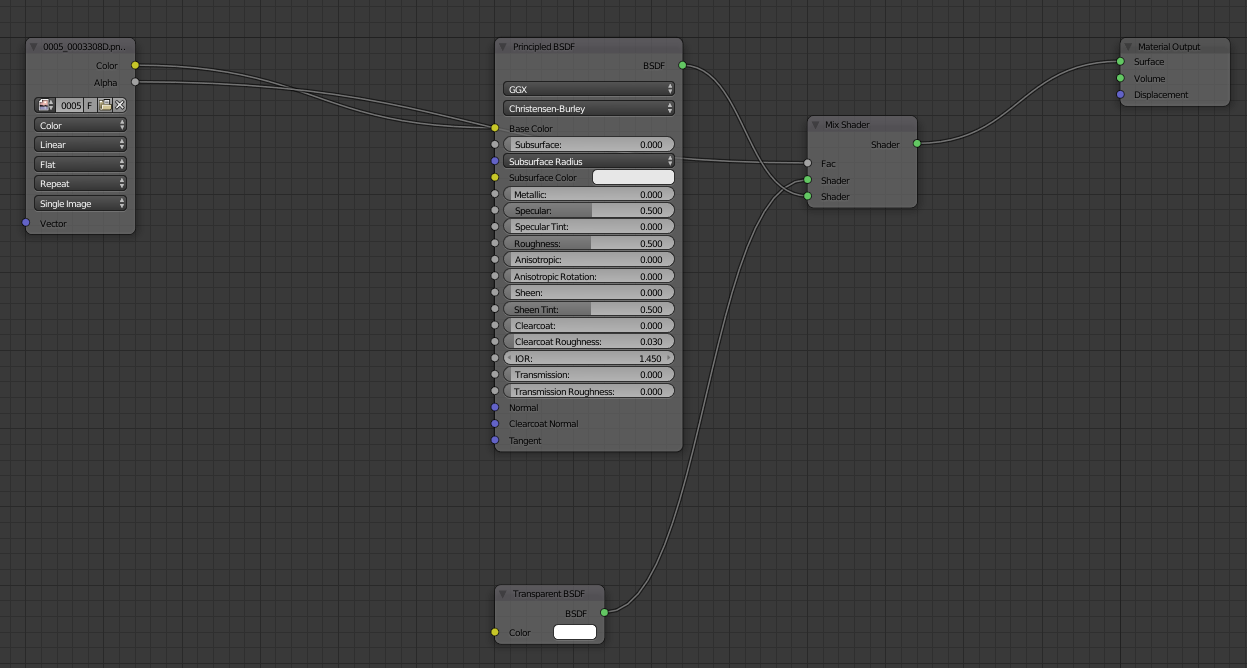 0005_0003308D.pn..
Color
Alpha
0005 F
Color
Linear
Flat
Repeat
Single Image
Vector
Principled BSDF
BSDF
GGX
Christensen-Burley
Base Color
Subsurface: 0.000
Subsurface Radius
Subsurface Color
Metallic: 0.000
Specular: 0.500
Specular Tint: 0.000
Roughness: 0.500
Anisotropic: 0.000
Anisotropic Rotation: 0.000
Sheen: 0.000
Sheen Tint: 0.500
Clearcoat: 0.000
Clearcoat Roughness: 0.030
IOR: 1.450
Transmission: 0.000
Transmission Roughness: 0.000
Normal
Clearcoat Normal
Tangent
Transparent BSDF
BSDF
Color
Mix Shader
Shader
Fac
Shader
Shader
Material Output
Surface
Volume
Displacement